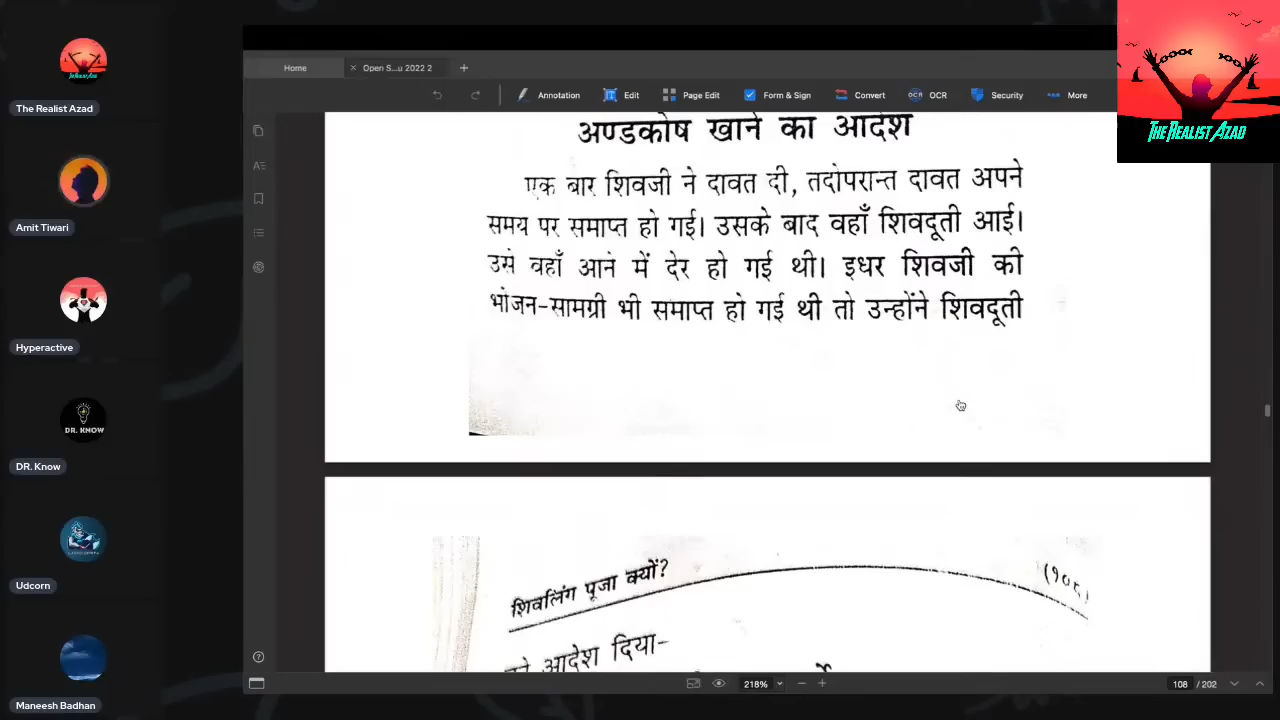 The Realist Azad
Amit Tiwari
Hyperactive
DR. KNOW
DR. Know
Udcorn
Maneesh Badhan
Home
Open S...u 2022 2
Annotation
Edit
Page Edit
Form & Sign
Convert
OCR
OCR
Security
More
THE REALIST AZAD
अण्डकोष खाने का आदेश
एक बार शिवजी ने दावत दी, तदोपरान्त दावत अपने
समय पर समाप्त हो गई। उसके बाद वहाँ शिवदूती आई।
उसे वहाँ आने में देर हो गई थी। इधर शिवजी की
भोजन-सामग्री भी समाप्त हो गई थी तो उन्होंने शिवदूती
शिवलिंग पूजा क्यों?
आदेश दिया-
218%
108 / 202